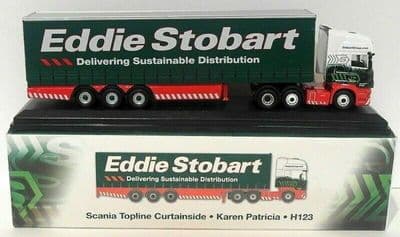 Eddie Stobart
Delivering Sustainable Distribution
Eddie Stobart
Delivering Sustainable Distribution
Scania Topline Curtainside • Karen Patricia • H123